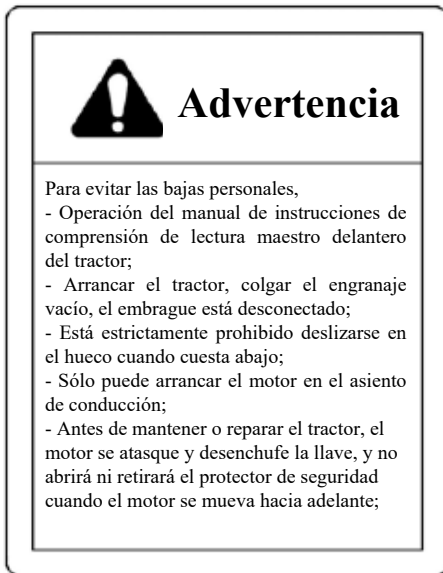 Advertencia
Para evitar las bajas personales,
- Operación del manual de instrucciones de
comprensión de lectura maestro delantero
del tractor;
- Arrancar el tractor, colgar el engranaje
vacío, el embrague está desconectado;
- Está estrictamente prohibido deslizarse en
el hueco cuando cuesta abajo;
- Sólo puede arrancar el motor en el asiento
de conducción;
- Antes de mantener o reparar el tractor, el
motor se atasque y desenchufe la llave, y no
abrirá ni retirará el protector de seguridad
cuando el motor se mueva hacia adelante;